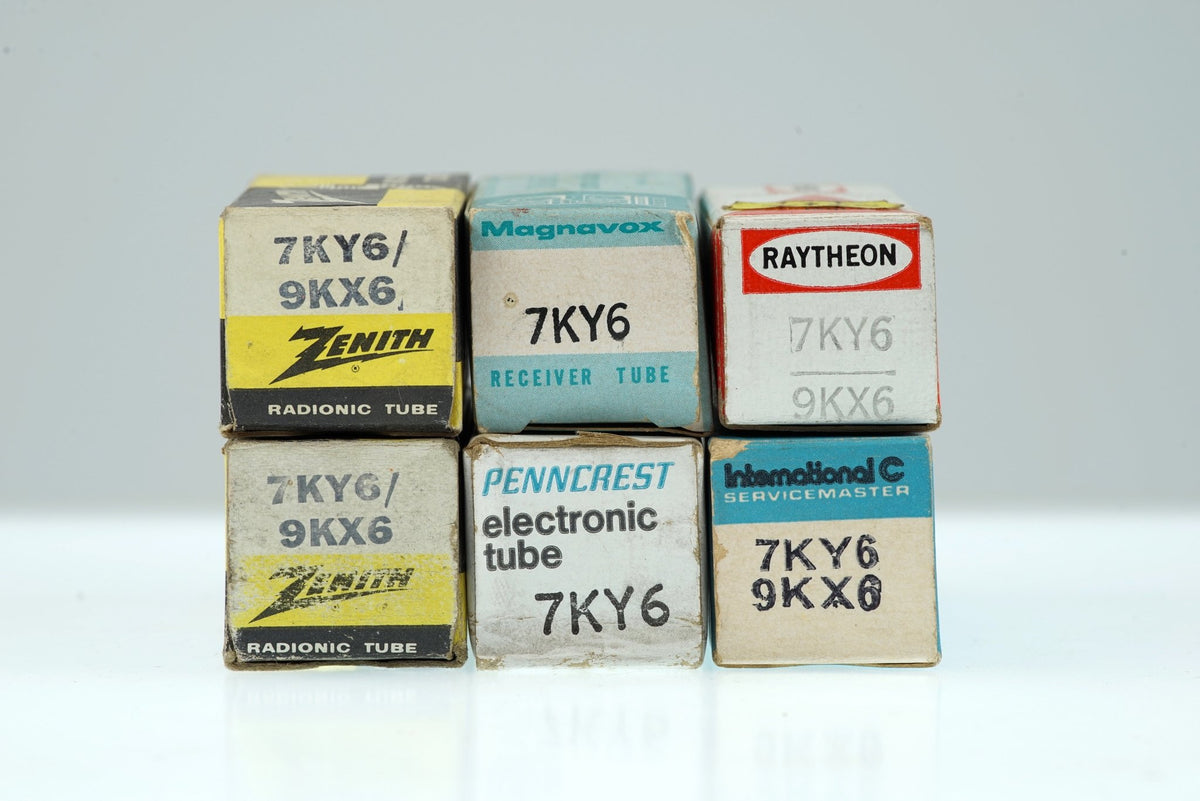 7KY6/
9KX6
ZENITH
RADIONIC TUBE
Magnavox
7KY6
RECEIVER TUBE
RAYTHEON
7KY6
9KX6
7KY6/
9KX6
ZENITH
RADIONIC TUBE
PENNCREST
electronic
tube
7KY6
International C
SERVICEMASTER
7KY6
9KX6